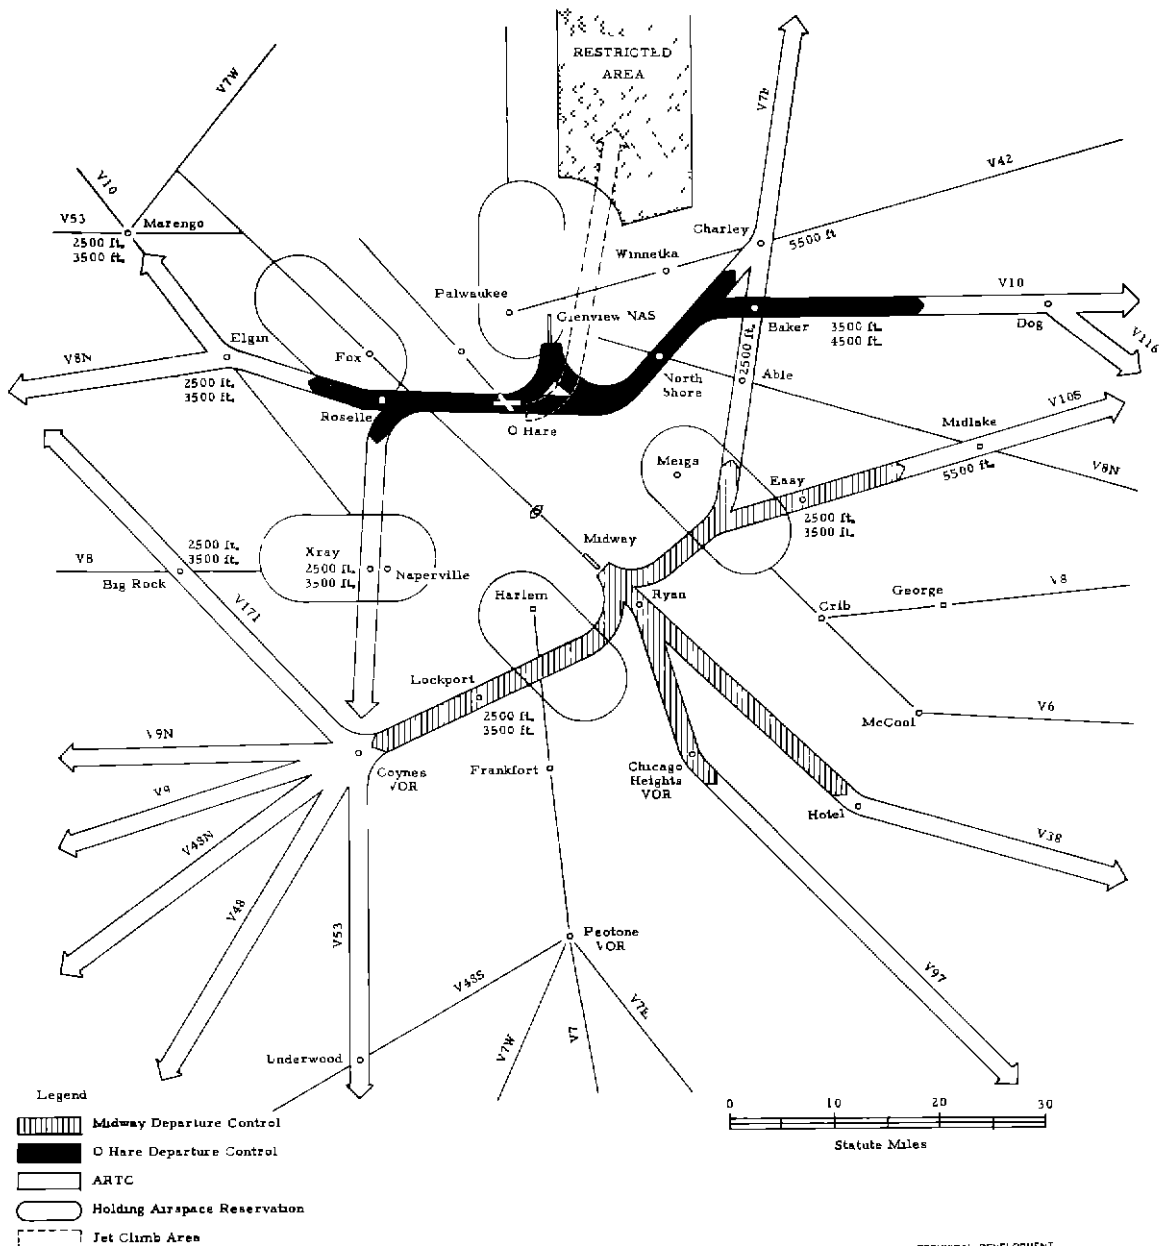 RESTRICTED
AREA
V7W
V7b
V42
V10
V53
Marengo
2500 ft.
3500 ft.
Charley
5500 ft
Winnetka
Palwaukee
Glenview NAS
V10
Dog
V116
Baker
3500 ft.
4500 ft.
Elgin
V8N
2500 ft.
3500 ft.
Fox
2500 ft.
Able
North
Shore
Roselle
O Hare
V105
Midlake
V8N
5500 ft.
Meigs
Easy
2500 ft.
3500 ft.
Midway
2500 ft.
3500 ft.
V8
Big Rock
Xray
2500 ft.
3500 ft.
Naperville
V171
Harlem
Ryan
George
V8
Crib
Lockport
2500 ft.
3500 ft.
McCool
V6
V9N
Coynes
VOR
Frankfort
Chicago
Heights
VOR
V9
Hotel
V38
V48N
V48
V53
Peotone
VOR
V97
V48S
V7E
V7W
V7
Underwood
Legend
Midway Departure Control
O Hare Departure Control
ARTC
Holding Airspace Reservation
Jet Climb Area
0 10 20 30
Statute Miles